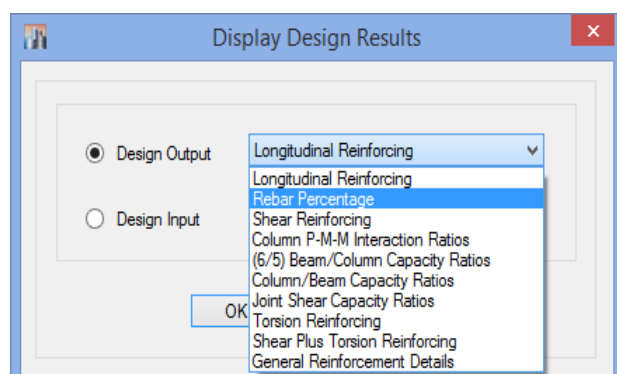 Display Design Results
x
Design Output
Longitudinal Reinforcing
Longitudinal Reinforcing
Rebar Percentage
Shear Reinforcing
Column P-M-M Interaction Ratios
(6/5) Beam/Column Capacity Ratios
Column/Beam Capacity Ratios
Joint Shear Capacity Ratios
Torsion Reinforcing
Shear Plus Torsion Reinforcing
General Reinforcement Details
Design Input
OK